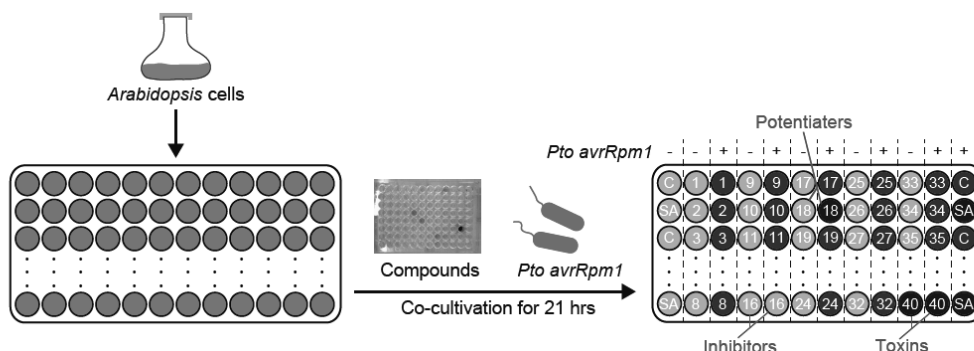 Arabidopsis cells
Compounds
Pto avrRpm1
Co-cultivation for 21 hrs
Potentiaters
Pto avrRpm1 - - + - + - + - + - + +
C 1 1 9 9 17 17 25 25 33 33 C
SA 2 2 10 10 18 18 26 26 34 34 SA
C 3 3 11 11 19 19 27 27 35 35 C
SA 8 8 16 16 24 24 32 32 40 40 SA
Inhibitors
Toxins